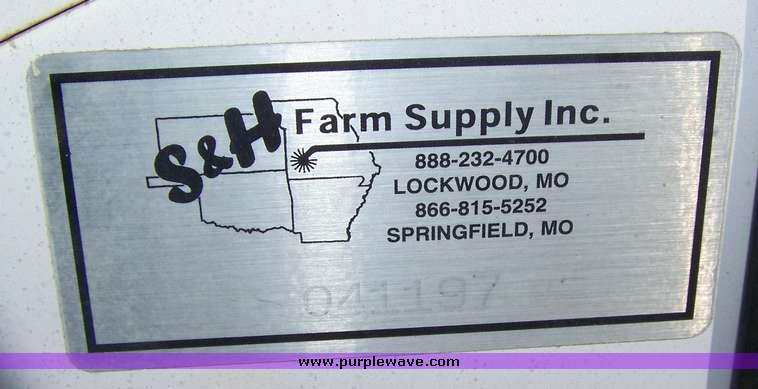 S&H Farm Supply Inc.
888-232-4700
LOCKWOOD, MO
866-815-5252
SPRINGFIELD, MO
041197
www.purplewave.com